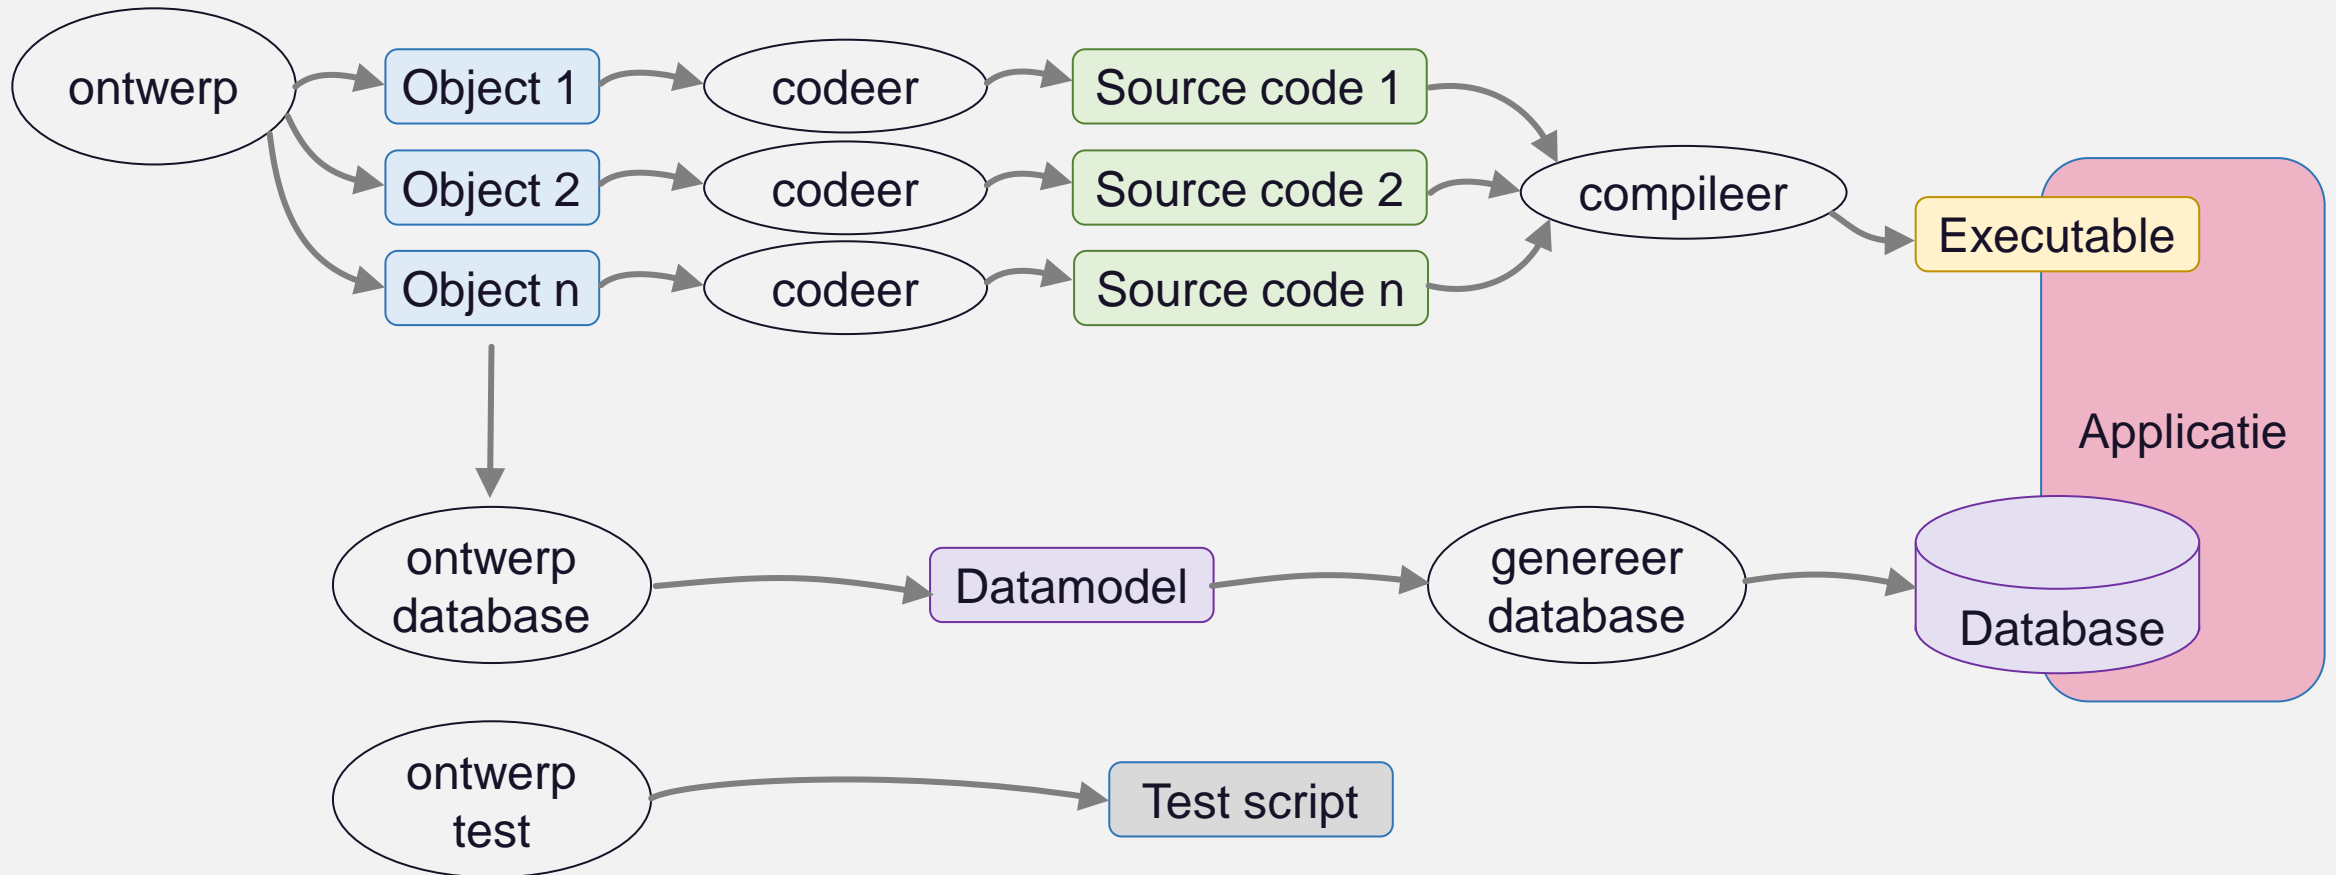 ontwerp
Object 1
codeer
Source code 1
Object 2
codeer
Source code 2
compileer
Executable
Object n
codeer
Source code n
Applicatie
ontwerp
database
Datamodel
genereer
database
Database
ontwerp
test
Test script